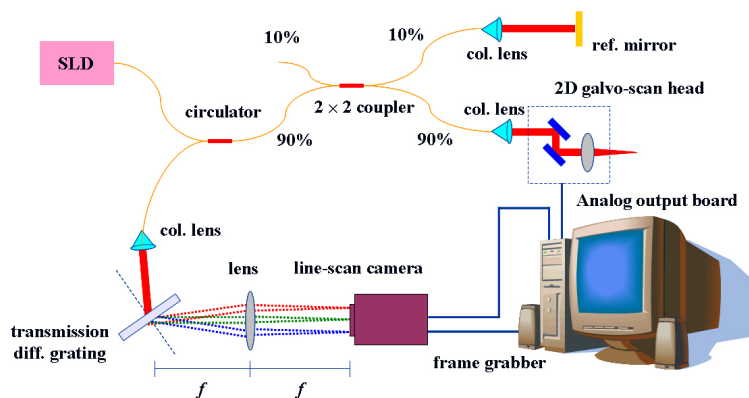 10%
10%
SLD
col. lens
ref. mirror
circulator
2 × 2 coupler
col. lens
2D galvo-scan head
90%
90%
Analog output board
col. lens
lens
line-scan camera
transmission
diff. grating
frame grabber
f
f